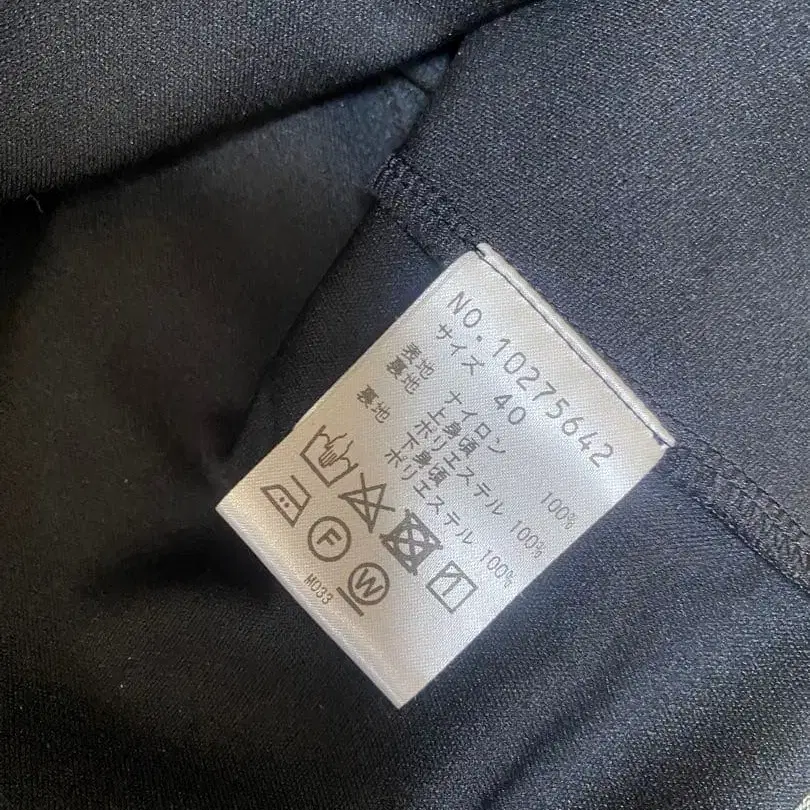 NO.10275642
サイズ 40
表地 ナイロン 100%
裏地 上身頃
ポリエステル 100%
裏地 下身頃
ポリエステル 100%
F
W
M033